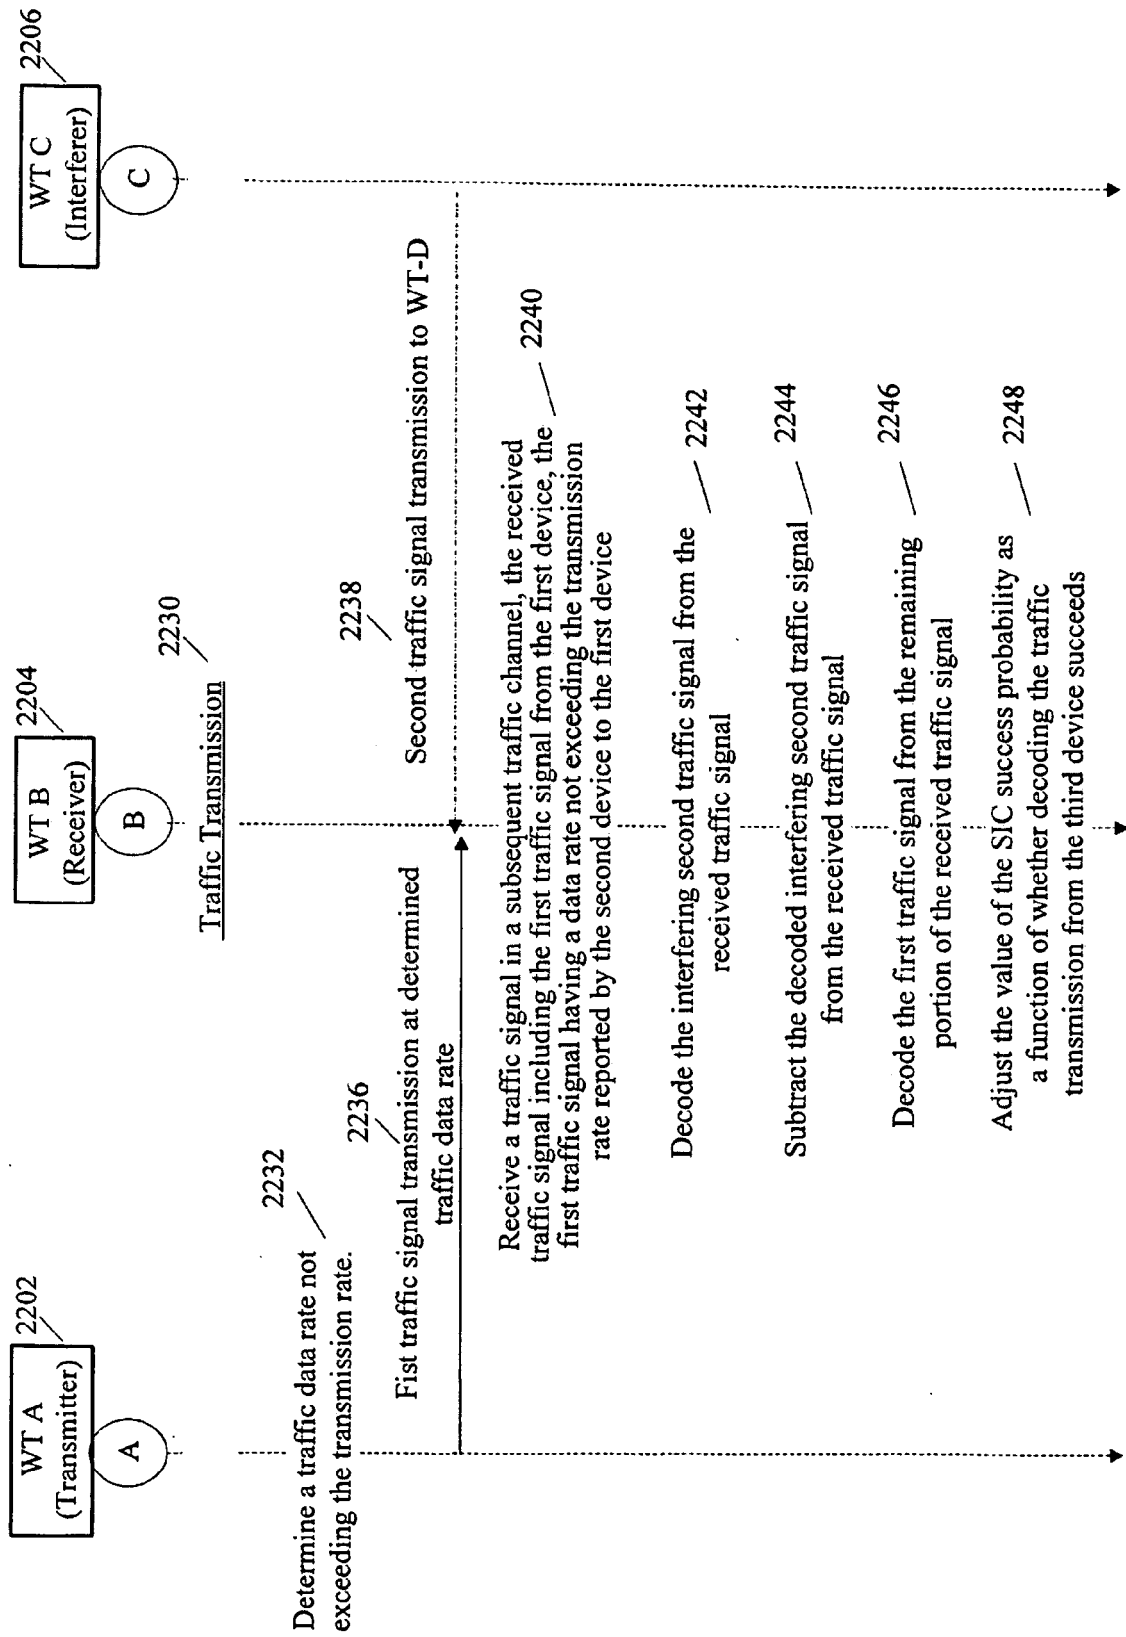 2202
WT A
(Transmitter)
A
2204
WT B
(Receiver)
B
2206
WT C
(Interferer)
C
2230
Traffic Transmission
2232
Determine a traffic data rate not
exceeding the transmission rate.
2236
Fist traffic signal transmission at determined
traffic data rate
2238
Second traffic signal transmission to WT-D
2240
Receive a traffic signal in a subsequent traffic channel, the received
traffic signal including the first traffic signal from the first device, the
first traffic signal having a data rate not exceeding the transmission
rate reported by the second device to the first device
2242
Decode the interfering second traffic signal from the
received traffic signal
2244
Subtract the decoded interfering second traffic signal
from the received traffic signal
2246
Decode the first traffic signal from the remaining
portion of the received traffic signal
2248
Adjust the value of the SIC success probability as
a function of whether decoding the traffic
transmission from the third device succeeds